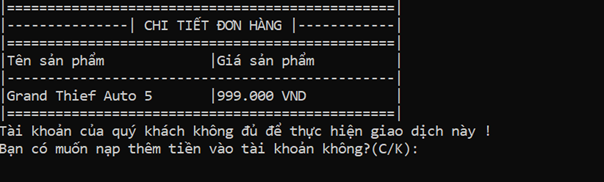 |================================================|
|---------------| CHI TIẾT ĐƠN HÀNG |------------|
|================================================|
|Tên sản phẩm |Giá sản phẩm |
|------------------------------------------------|
|Grand Thief Auto 5 |999.000 VND |
|================================================|
Tài khoản của quý khách không đủ để thực hiện giao dịch này !
Bạn có muốn nạp thêm tiền vào tài khoản không?(C/K):